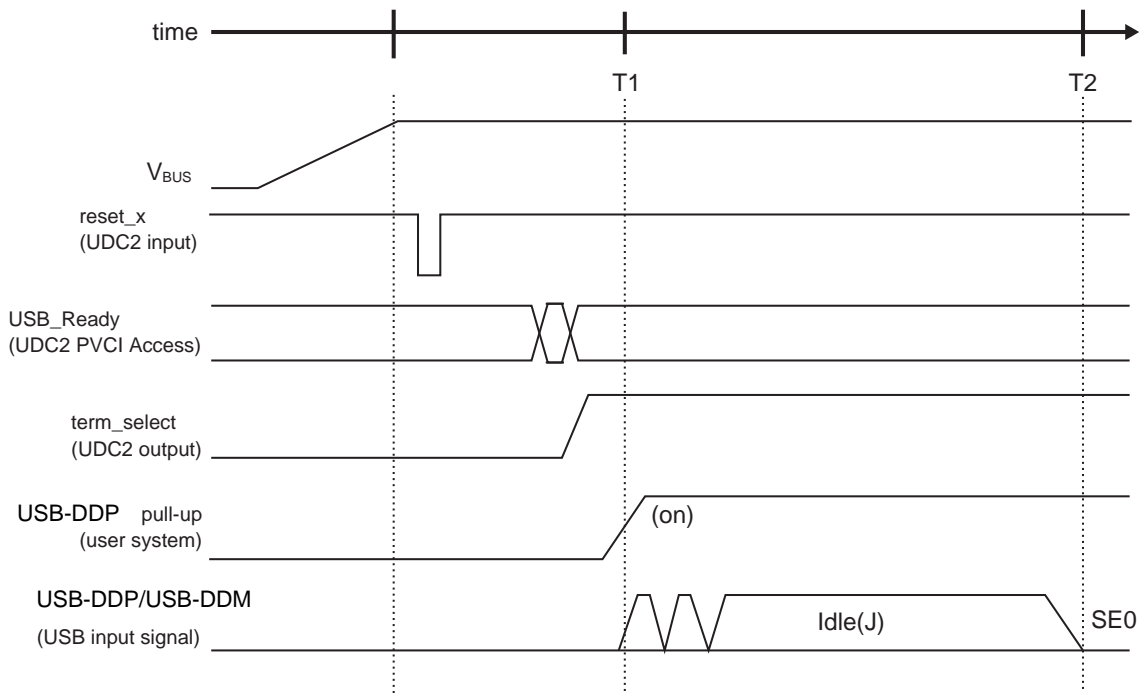 time
T1
T2
VBUS
reset_x
(UDC2 input)
USB_Ready
(UDC2 PVCI Access)
term_select
(UDC2 output)
USB-DDP pull-up
(user system)
(on)
USB-DDP/USB-DDM
(USB input signal)
Idle(J)
SE0